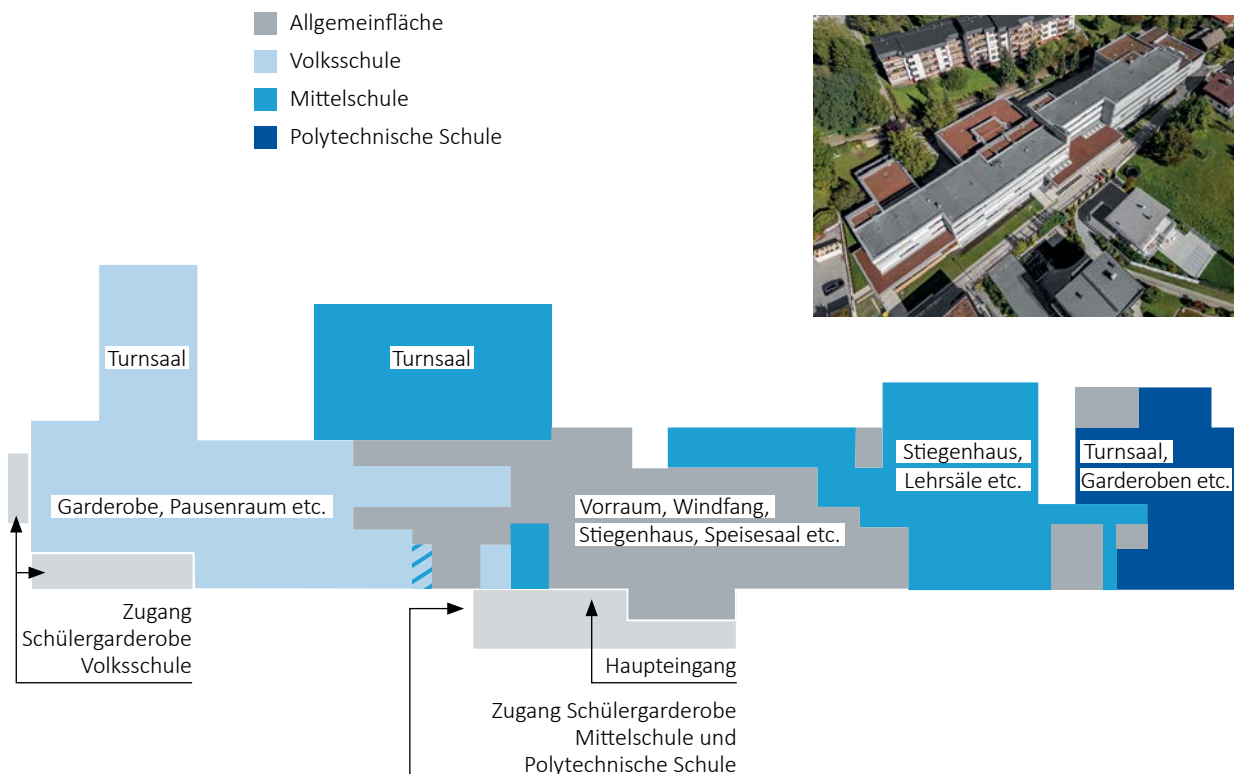 Allgemeinfläche
Volksschule
Mittelschule
Polytechnische Schule
Turnsaal
Turnsaal
Garderobe, Pausenraum etc.
Vorraum, Windfang,
Stiegenhaus, Speisesaal etc.
Stiegenhaus,
Lehrsäle etc.
Turnsaal,
Garderoben etc.
Zugang
Schülergarderobe
Volksschule
Haupteingang
Zugang Schülergarderobe
Mittelschule und
Polytechnische Schule